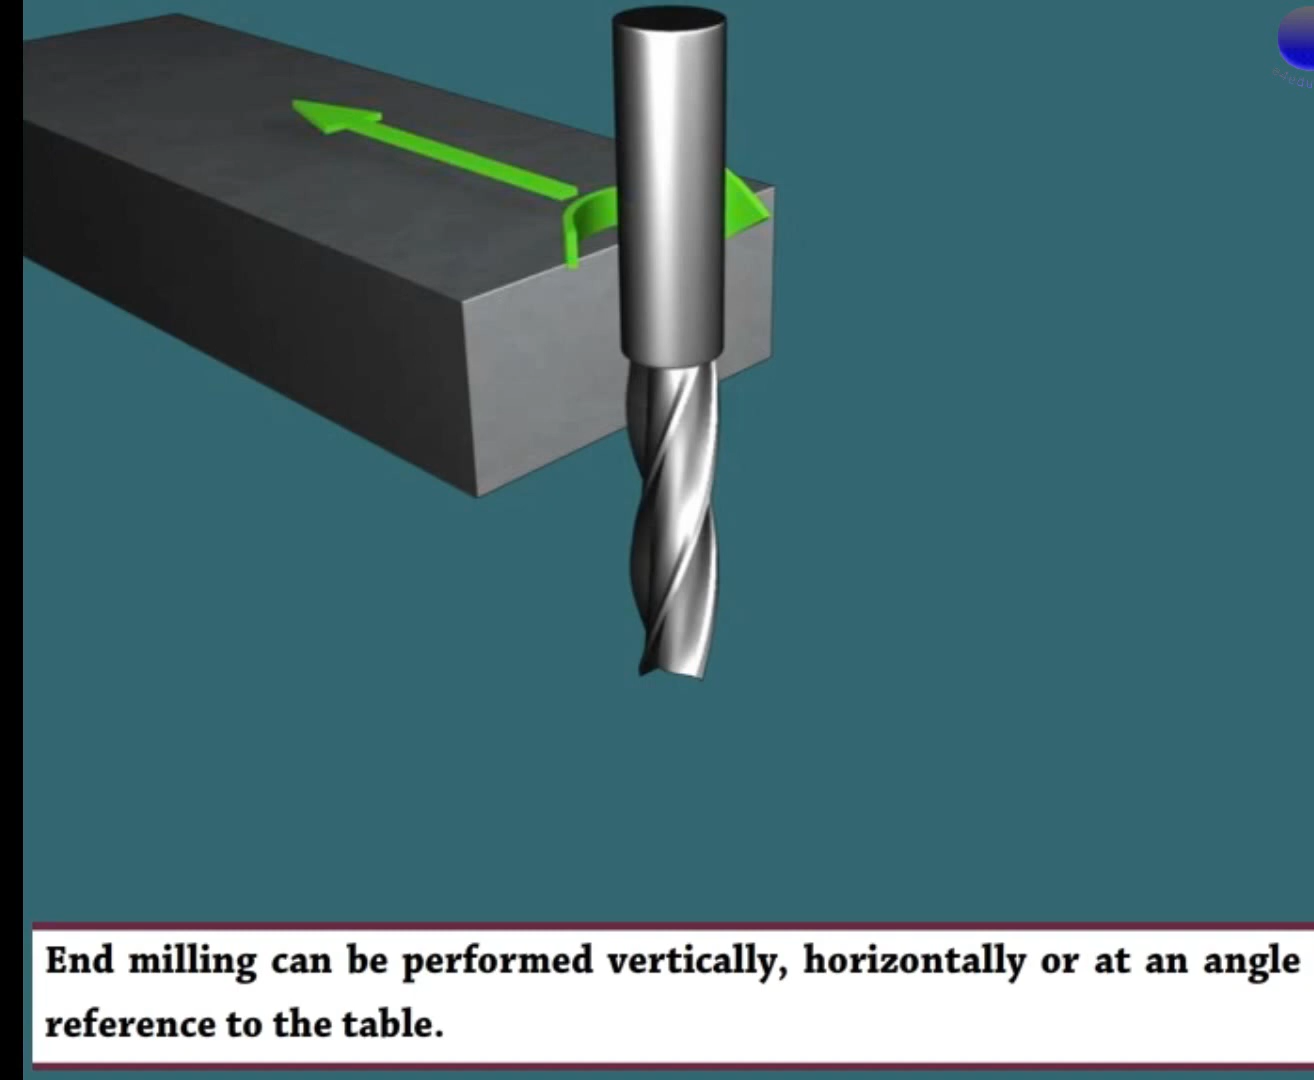 End milling can be performed vertically, horizontally or at an angle
reference to the table.